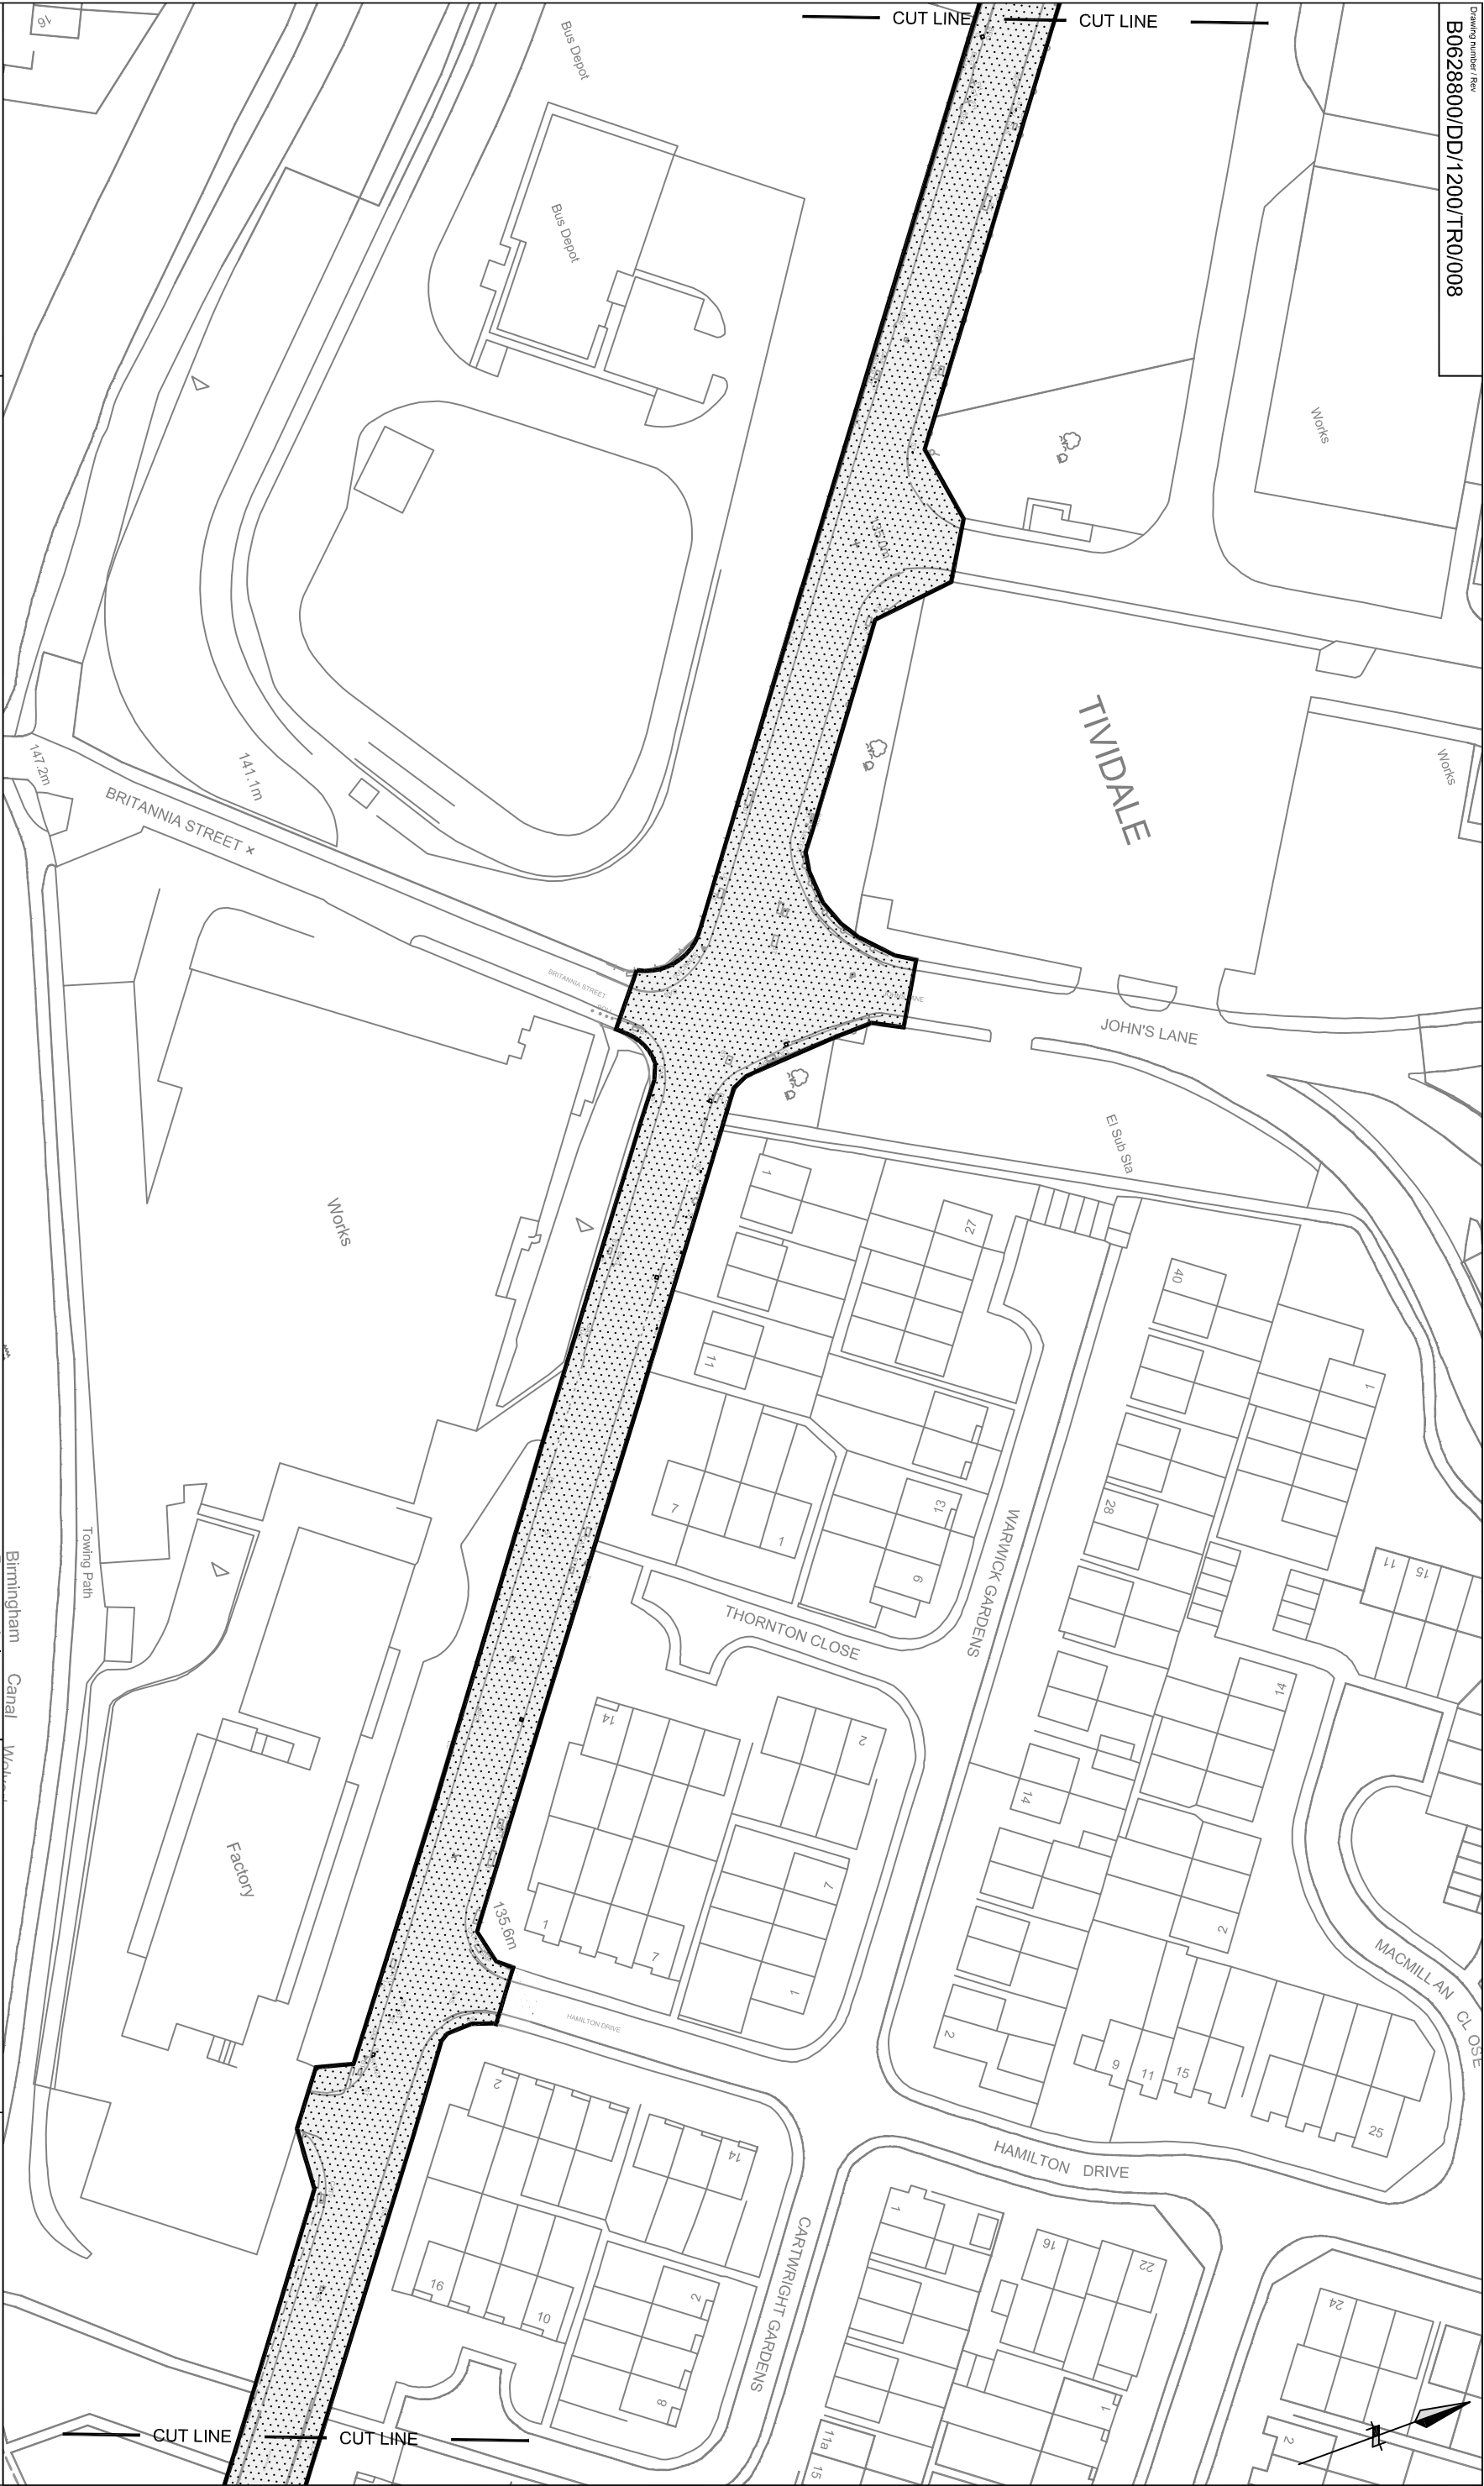 CUT LINE
CUT LINE
Drawing number / Rev
B0628800/DD/1200/TR0/008
16
Bus Depot
Bus Depot
Works
TIVIDALE
Works
147.2m
141.1m
BRITANNIA STREET
BRITANNIA STREET
JOHN'S LANE
El Sub Sta
Works
1
27
40
11
1
7
1
13
9
28
WARWICK GARDENS
THORNTON CLOSE
11
15
Towing Path
Birmingham Canal
14
2
14
14
Factory
135.6m
1
7
7
1
2
2
MACMILLAN CLOSE
HAMILTON DRIVE
9
11
15
25
2
14
HAMILTON DRIVE
CARTWRIGHT GARDENS
16
10
2
8
1
16
22
24
1
11a
15
2
N
CUT LINE
CUT LINE